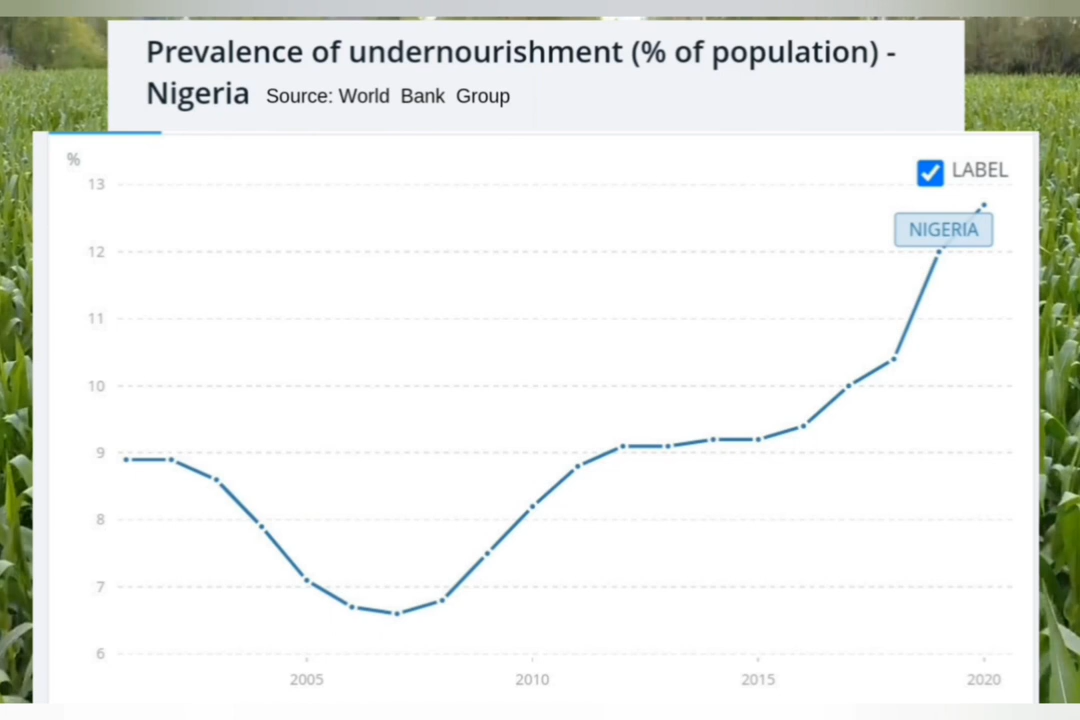 Prevalence of undernourishment (% of population) -
Nigeria Source: World Bank Group
%
LABEL
13
NIGERIA
12
11
10
9
8
7
6
2005 2010 2015 2020